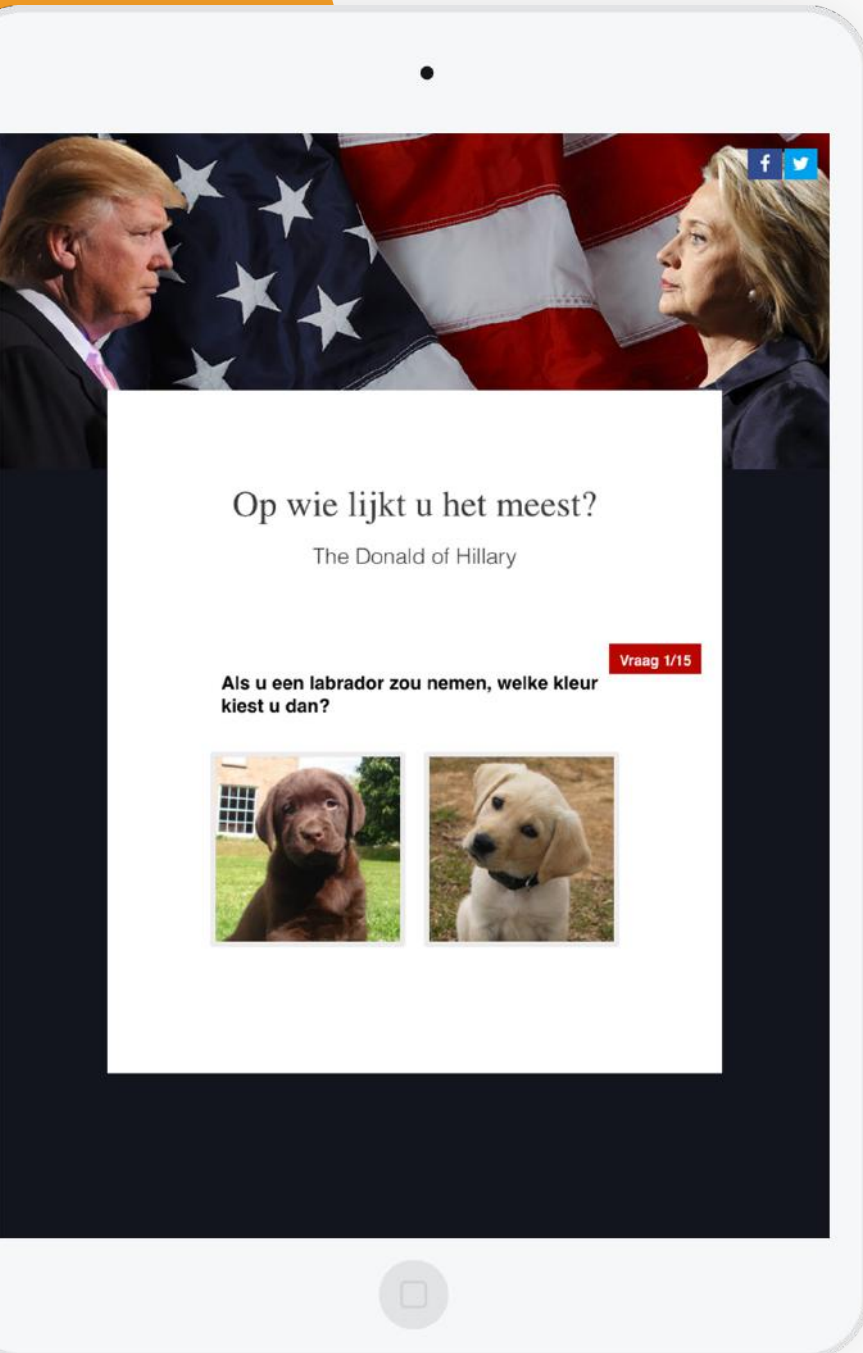 f
Op wie lijkt u het meest?
The Donald of Hillary
Vraag 1/15
Als u een labrador zou nemen, welke kleur
kiest u dan?